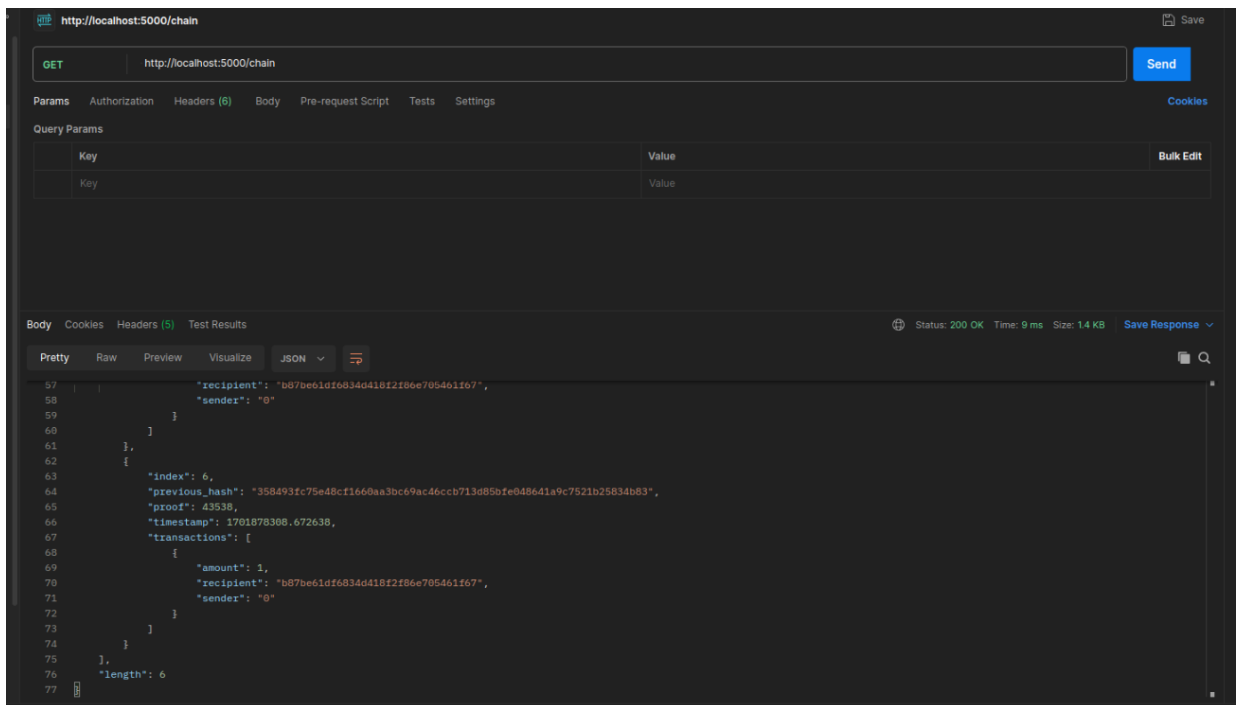 HTTP http://localhost:5000/chain Save
GET http://localhost:5000/chain Send
Params Authorization Headers (6) Body Pre-request Script Tests Settings Cookies
Query Params
Key Value Bulk Edit
Key Value
Body Cookies Headers (5) Test Results Status: 200 OK Time: 9 ms Size: 1.4 KB Save Response
Pretty Raw Preview Visualize JSON
57 "recipient": "b87be61df6834d418f2f86e705461f67",
58 "sender": "0"
59 }
60 ]
61 },
62 {
63 "index": 6,
64 "previous_hash": "358493fc75e48cf1660aa3bc69ac46ccb713d85bfe048641a9c7521b25834b83",
65 "proof": 43538,
66 "timestamp": 1701878308.672638,
67 "transactions": [
68 {
69 "amount": 1,
70 "recipient": "b87be61df6834d418f2f86e705461f67",
71 "sender": "0"
72 }
73 ]
74 }
75 ],
76 "length": 6
77 }